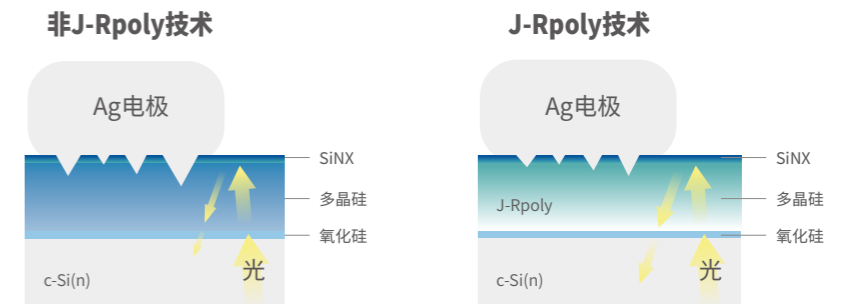 非J-Rpoly技术
Ag电极
SiNX
多晶硅
氧化硅
c-Si(n)
光
J-Rpoly技术
Ag电极
SiNX
J-Rpoly
多晶硅
氧化硅
c-Si(n)
光